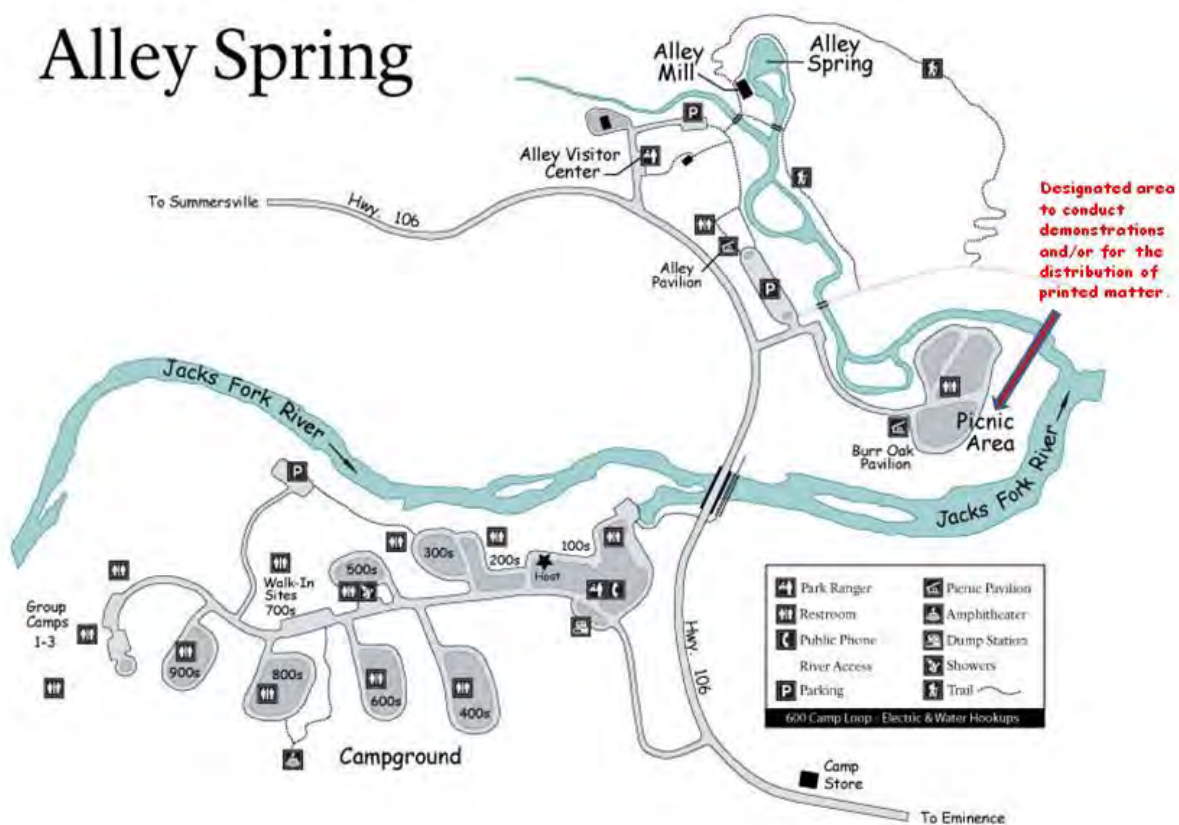 Alley Spring
Alley
Mill
Alley
Spring
P
Alley Visitor
Center
To Summersville
Hwy. 106
Alley
Pavilion
P
Designated area
to conduct
demonstrations
and/or for the
distribution of
printed matter.
Jacks Fork River
Picnic
Area
Burr Oak
Pavilion
Jacks Fork River
P
300s
200s
100s
Host
500s
Walk-In
Sites
700s
Group
Camps
1-3
900s
800s
600s
400s
Campground
Hwy. 106
Park Ranger
Restroom
Public Phone
River Access
P Parking
Picnic Pavilion
Amphitheater
Dump Station
Showers
Trail
600 Camp Loop - Electric & Water Hookups
Camp
Store
To Eminence